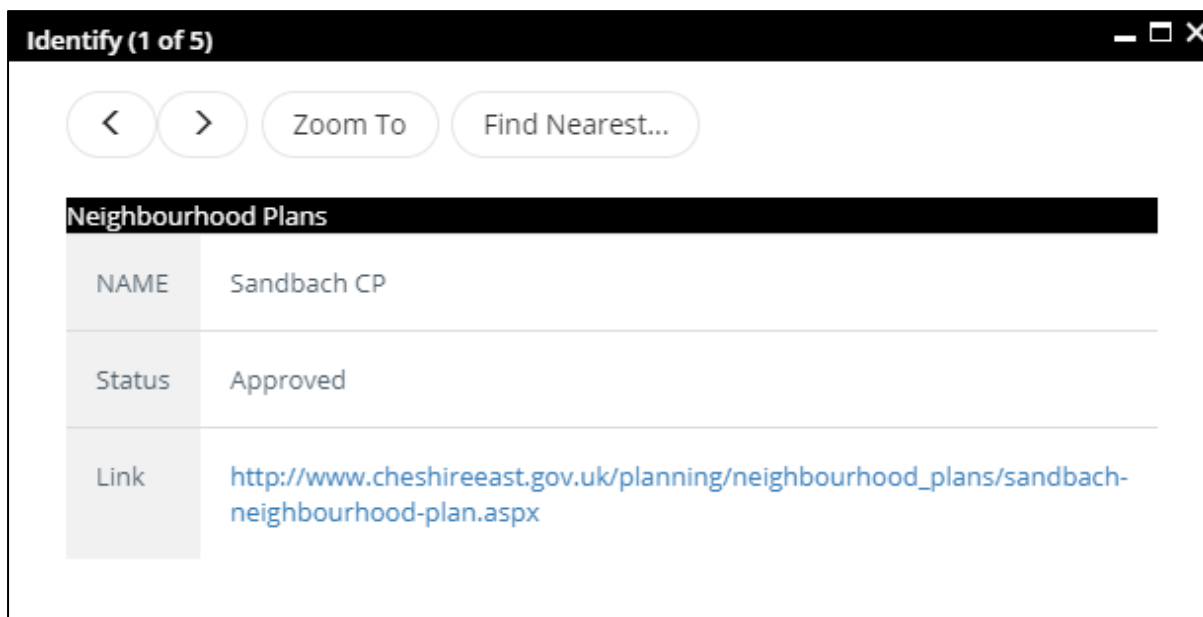 Identify (1 of 5)
Zoom To
Find Nearest...
Neighbourhood Plans
NAME
Sandbach CP
Status
Approved
Link
http://www.cheshireeast.gov.uk/planning/neighbourhood_plans/sandbach-
neighbourhood-plan.aspx